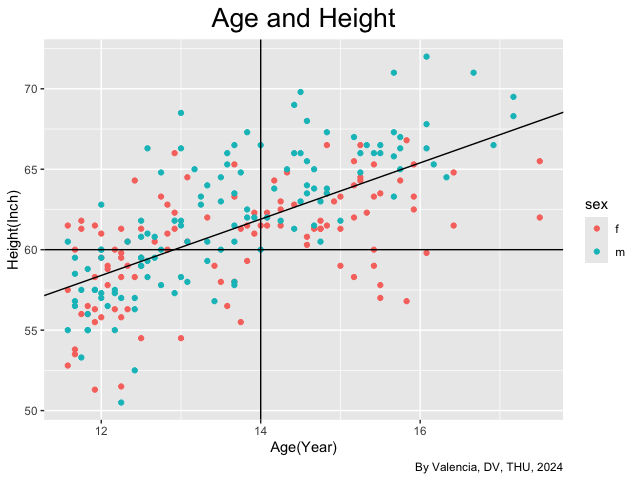 Age and Height
Height(Inch)
70
65
60
55
50
12
14
16
Age(Year)
sex
f
m
By Valencia, DV, THU, 2024